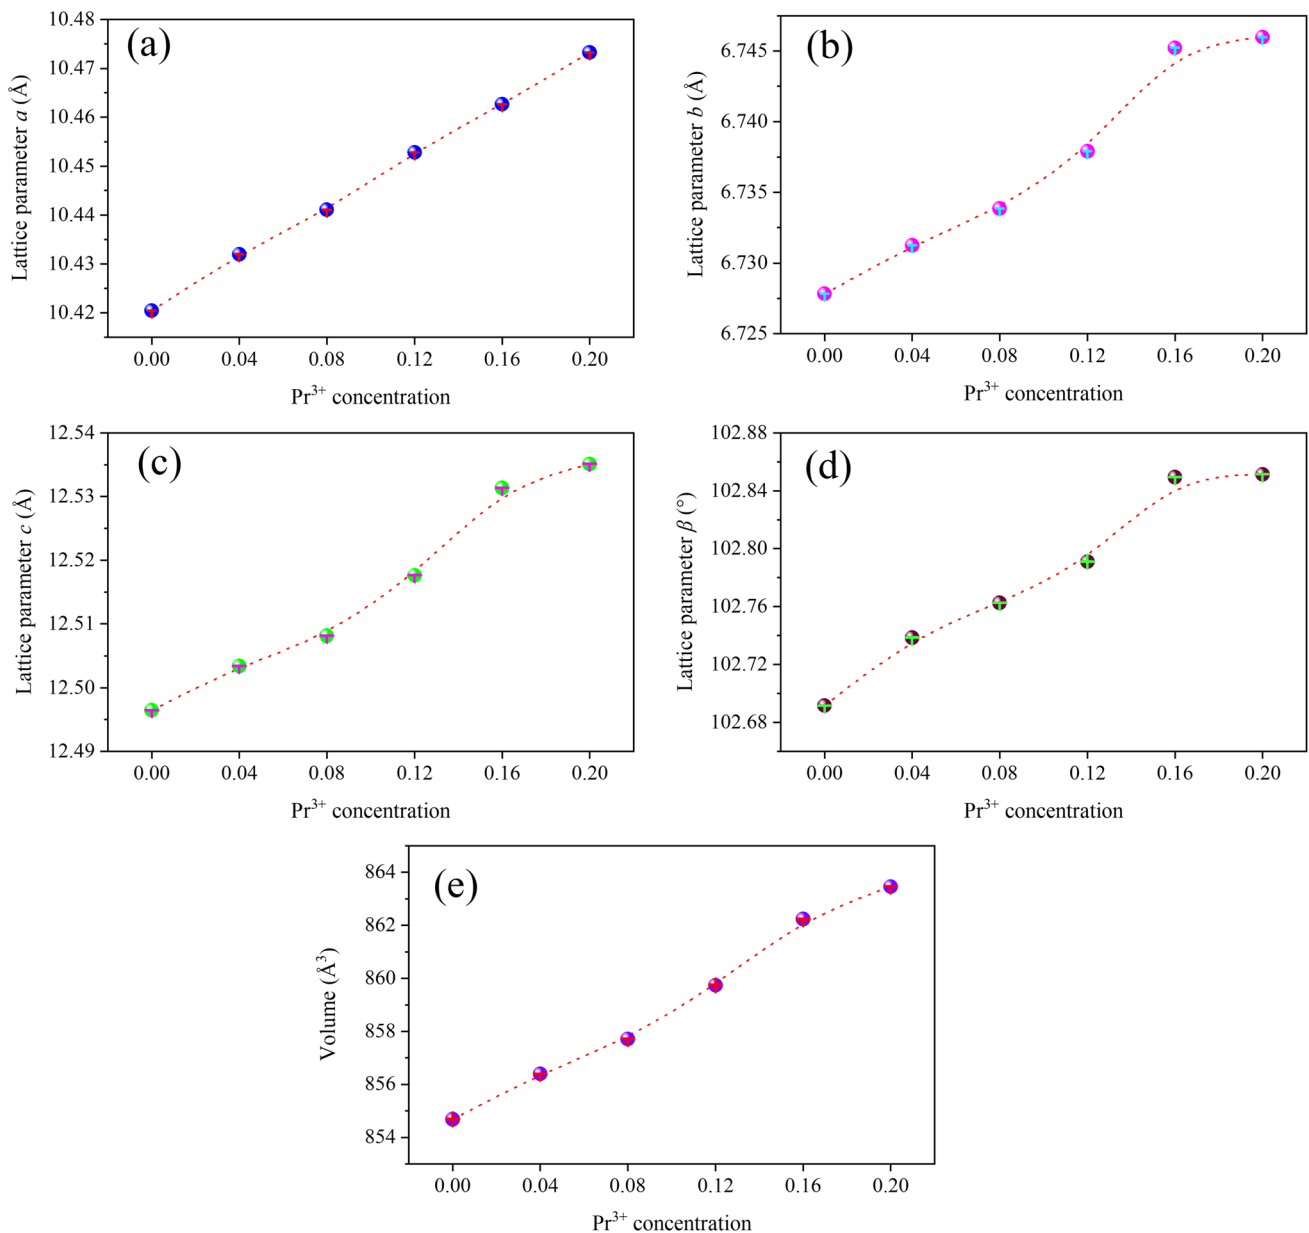 (a)
Lattice parameter a (Å)
10.48
10.47
10.46
10.45
10.44
10.43
10.42
0.00 0.04 0.08 0.12 0.16 0.20
Pr³⁺ concentration
(b)
Lattice parameter b (Å)
6.745
6.740
6.735
6.730
6.725
0.00 0.04 0.08 0.12 0.16 0.20
Pr³⁺ concentration
(c)
Lattice parameter c (Å)
12.54
12.53
12.52
12.51
12.50
12.49
0.00 0.04 0.08 0.12 0.16 0.20
Pr³⁺ concentration
(d)
Lattice parameter β (°)
102.88
102.84
102.80
102.76
102.72
102.68
0.00 0.04 0.08 0.12 0.16 0.20
Pr³⁺ concentration
(e)
Volume (Å³)
864
862
860
858
856
854
0.00 0.04 0.08 0.12 0.16 0.20
Pr³⁺ concentration